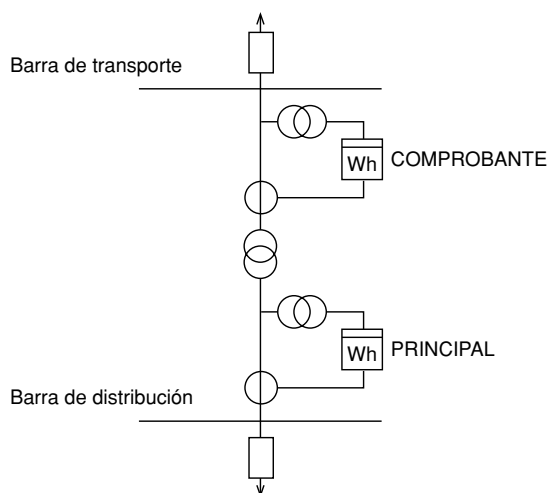 Barra de transporte
Wh COMPROBANTE
Wh PRINCIPAL
Barra de distribución